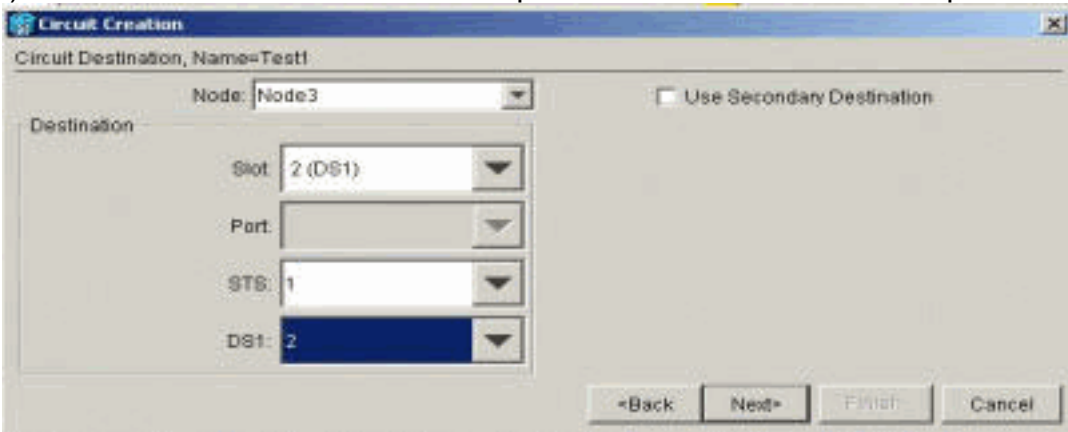 Circuit Creation
Circuit Destination, Name=Test1
Node: Node3
Use Secondary Destination
Destination
Slot: 2 (DS1)
Port:
STS: 1
DS1: 2
<Back Next> Finish Cancel